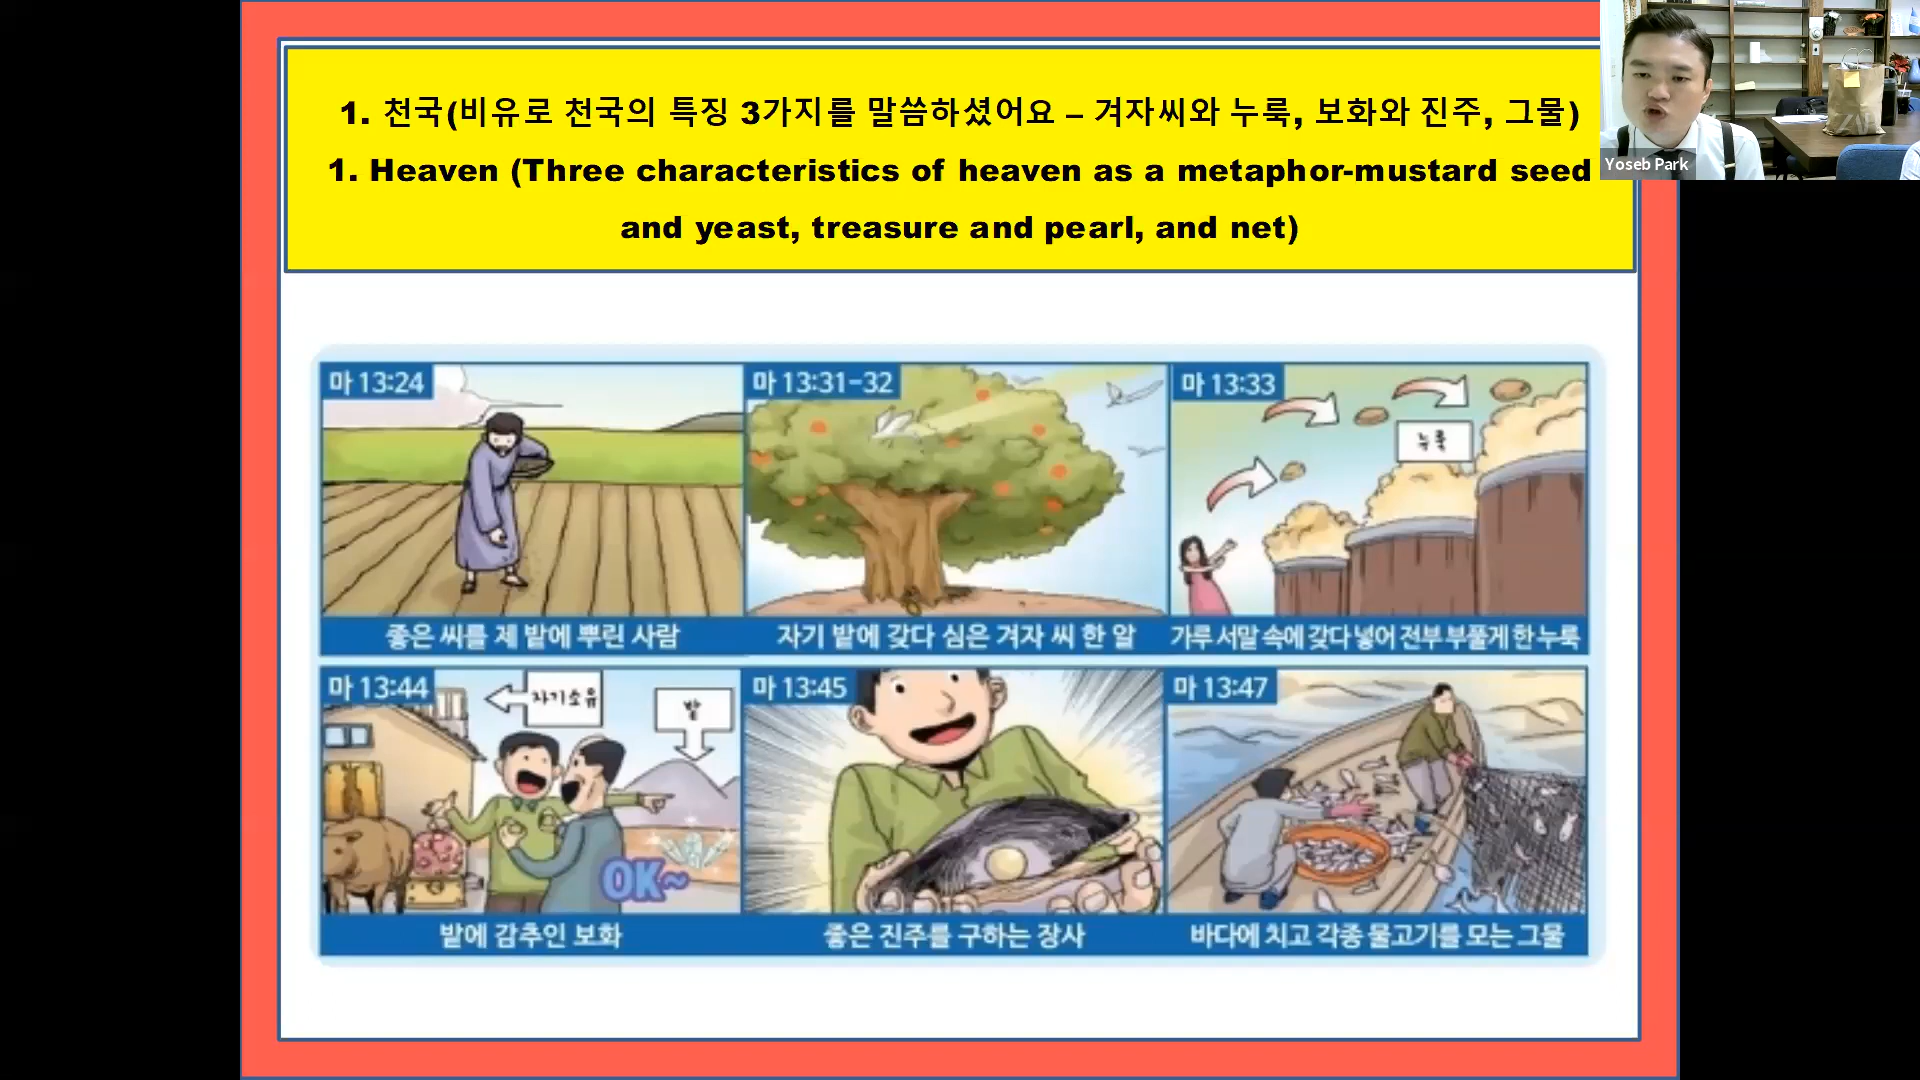 1. 천국(비유로 천국의 특징 3가지를 말씀하셨어요 – 겨자씨와 누룩, 보화와 진주, 그물)
1. Heaven (Three characteristics of heaven as a metaphor-mustard seed
and yeast, treasure and pearl, and net)
Yoseb Park
마 13:24
마 13:31-32
마 13:33
누룩
좋은 씨를 제 밭에 뿌린 사람
자기 밭에 갖다 심은 겨자 씨 한 알
가루 서말 속에 갖다 넣어 전부 부풀게 한 누룩
마 13:44
자기소유
밭
마 13:45
마 13:47
OK~
밭에 감추인 보화
좋은 진주를 구하는 장사
바다에 치고 각종 물고기를 모는 그물